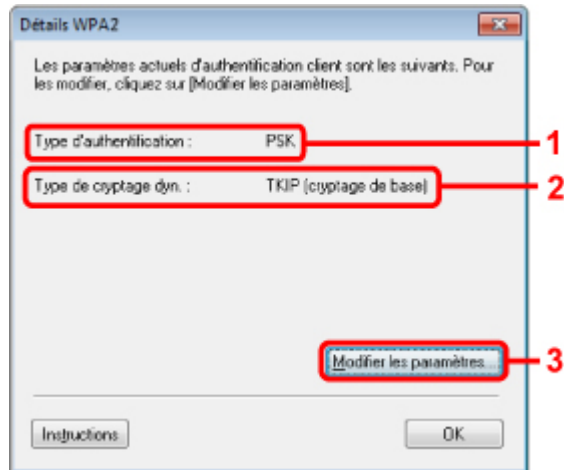 Détails WPA2
Les paramètres actuels d'authentification client sont les suivants. Pour
les modifier, cliquez sur [Modifier les paramètres].
Type d'authentification : PSK 1
Type de cryptage dyn. : TKIP (cryptage de base) 2
Modifier les paramètres... 3
Instructions OK